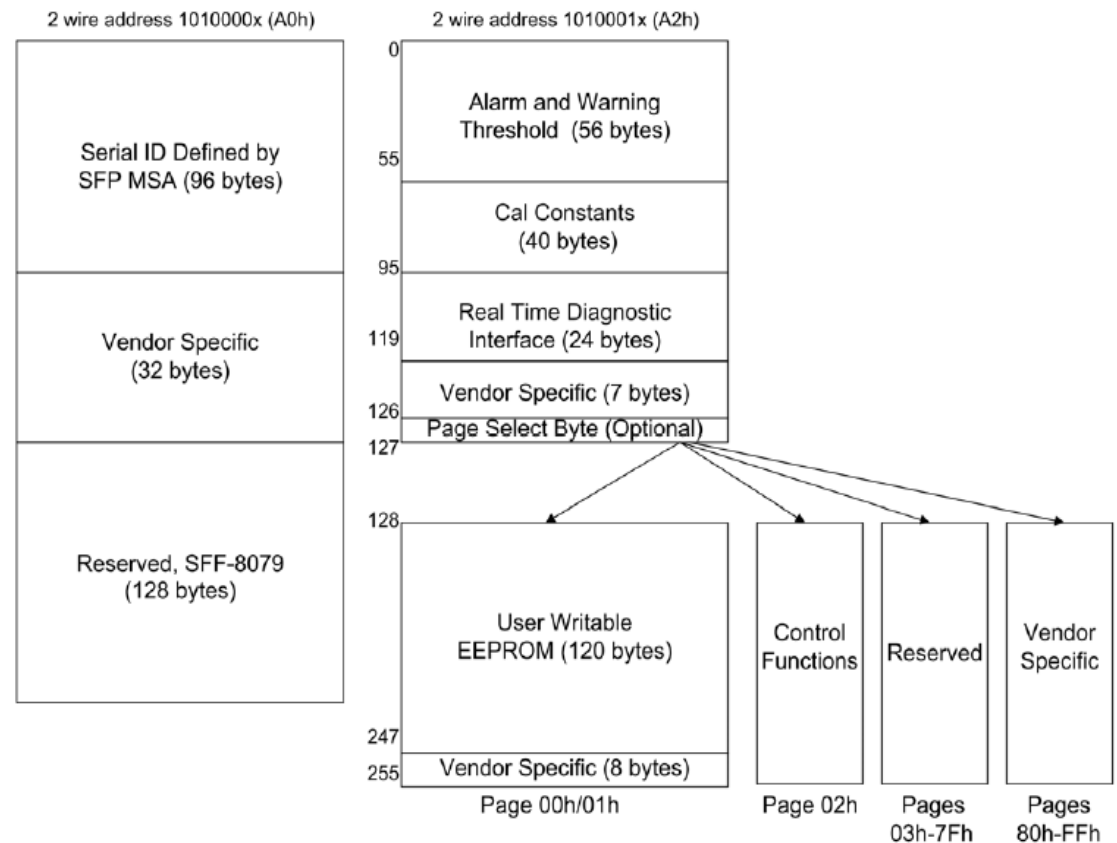 2 wire address 1010000x (A0h)
Serial ID Defined by
SFP MSA (96 bytes)
Vendor Specific
(32 bytes)
Reserved, SFF-8079
(128 bytes)
2 wire address 1010001x (A2h)
0
Alarm and Warning
Threshold (56 bytes)
55
Cal Constants
(40 bytes)
95
Real Time Diagnostic
Interface (24 bytes)
119
Vendor Specific (7 bytes)
126
Page Select Byte (Optional)
127
128
User Writable
EEPROM (120 bytes)
247
Vendor Specific (8 bytes)
255
Page 00h/01h
Control
Functions
Page 02h
Reserved
Pages
03h-7Fh
Vendor
Specific
Pages
80h-FFh